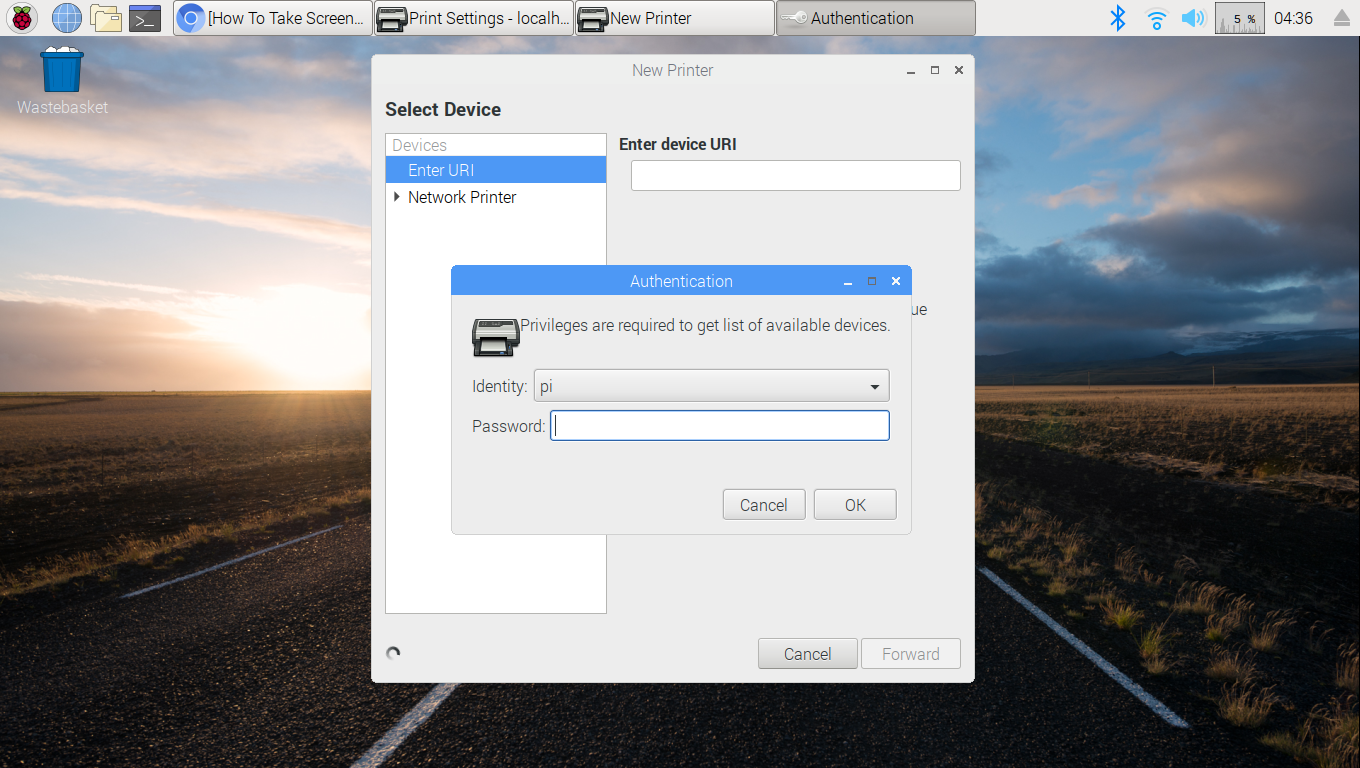 [How To Take Screen...
Print Settings - localh...
New Printer
Authentication
5 %
04:36
Wastebasket
New Printer
Select Device
Devices
Enter URI
Network Printer
Enter device URI
ue
Authentication
Privileges are required to get list of available devices.
Identity: pi
Password:
Cancel OK
Cancel Forward